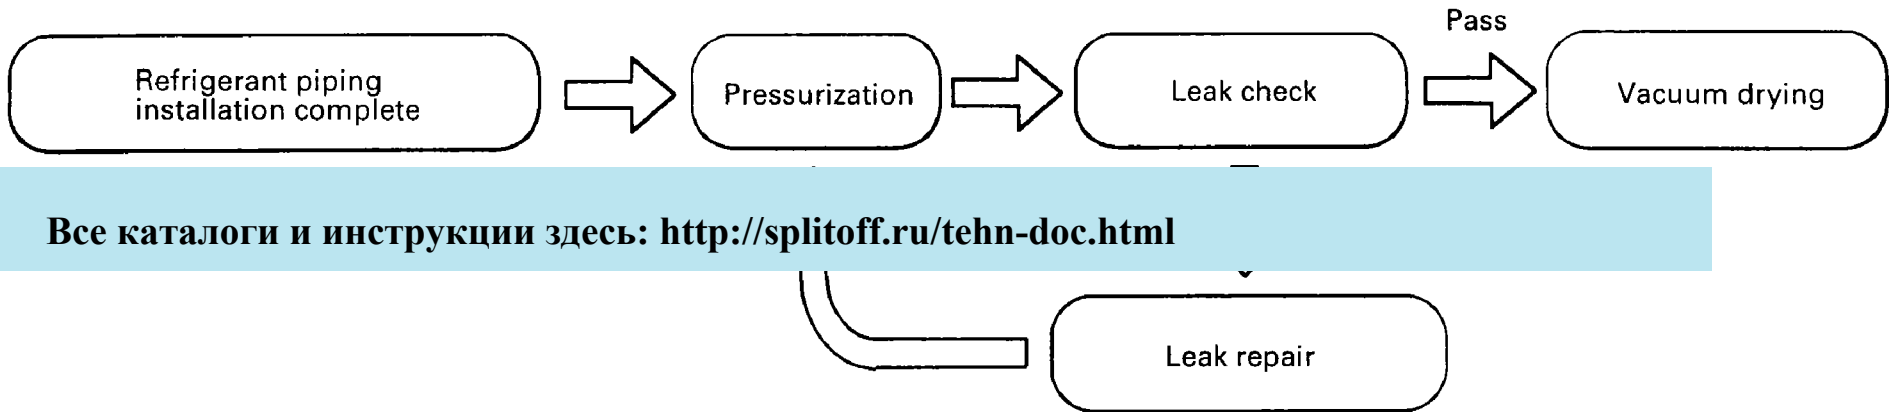 Pass
Refrigerant piping
installation complete
Pressurization
Leak check
Vacuum drying
Все каталоги и инструкции здесь: http://splitoff.ru/tehn-doc.html
Leak repair